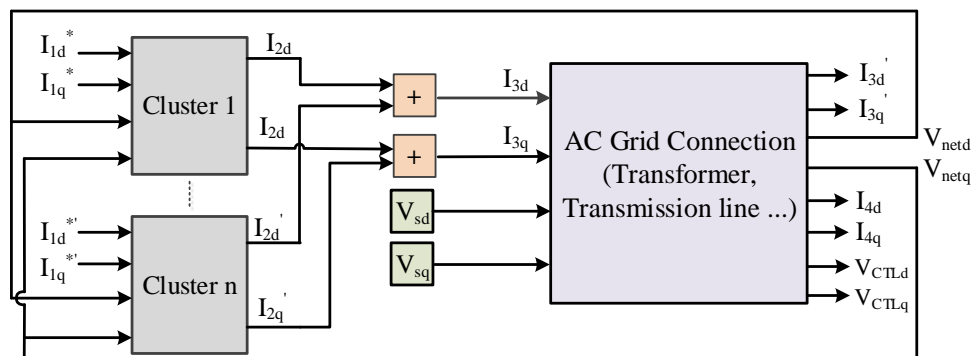 I1d*
I1q*
Cluster 1
I2d
I2d
I1d*'
I1q*'
Cluster n
I2d'
I2q'
+
+
I3d
I3q
Vsd
Vsq
AC Grid Connection
(Transformer,
Transmission line ...)
I3d'
I3q'
Vnetd
Vnetq
I4d
I4q
VCTLd
VCTLq